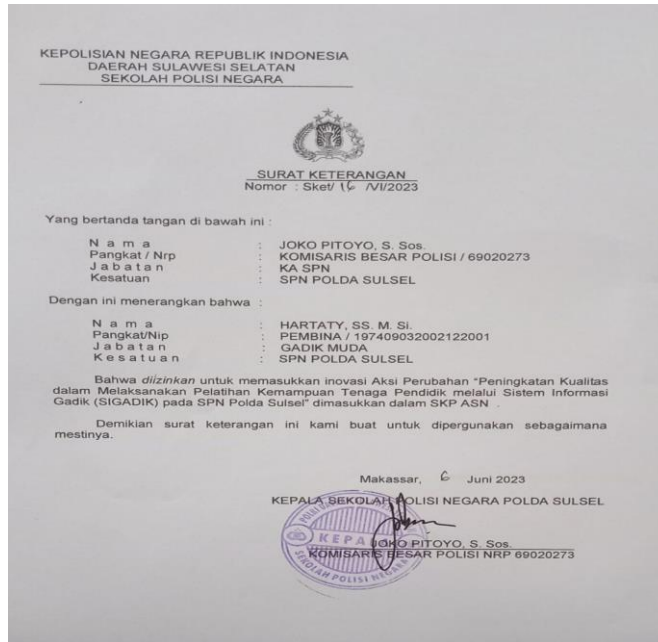 KEPOLISIAN NEGARA REPUBLIK INDONESIA
DAERAH SULAWESI SELATAN
SEKOLAH POLISI NEGARA
SURAT KETERANGAN
Nomor : Sket/ 16 /VI/2023
Yang bertanda tangan di bawah ini :
N a m a : JOKO PITOYO, S. Sos.
Pangkat / Nrp : KOMISARIS BESAR POLISI / 69020273
J a b a t a n : KA SPN
Kesatuan : SPN POLDA SULSEL
Dengan ini menerangkan bahwa :
N a m a : HARTATY, SS. M. Si.
Pangkat/Nip : PEMBINA / 197409032002122001
J a b a t a n : GADIK MUDA
K e s a t u a n : SPN POLDA SULSEL
Bahwa diizinkan untuk memasukkan inovasi Aksi Perubahan “Peningkatan Kualitas
dalam Melaksanakan Pelatihan Kemampuan Tenaga Pendidik melalui Sistem Informasi
Gadik (SIGADIK) pada SPN Polda Sulsel” dimasukkan dalam SKP ASN .
Demikian surat keterangan ini kami buat untuk dipergunakan sebagaimana
mestinya.
Makassar, 6 Juni 2023
KEPALA SEKOLAH POLISI NEGARA POLDA SULSEL
JOKO PITOYO, S. Sos.
KOMISARIS BESAR POLISI NRP 69020273
KEPALA
SEKOLAH POLISI NEGARA